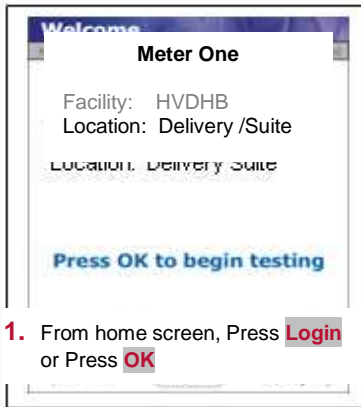 Welcome
Meter One
Facility: HVDHB
Location: Delivery /Suite
Location: Delivery Suite
Press OK to begin testing
1. From home screen, Press Login
or Press OK